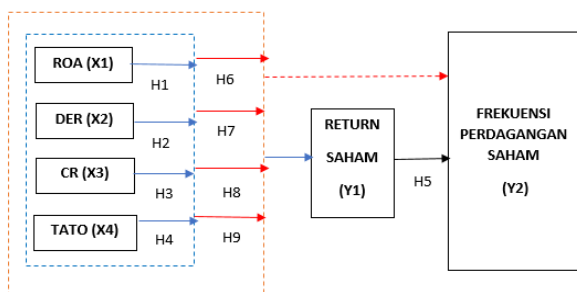 ROA (X1)
H1
H6
DER (X2)
H2
H7
CR (X3)
H3
H8
TATO (X4)
H4
H9
RETURN
SAHAM
(Y1)
H5
FREKUENSI
PERDAGANGAN
SAHAM
(Y2)